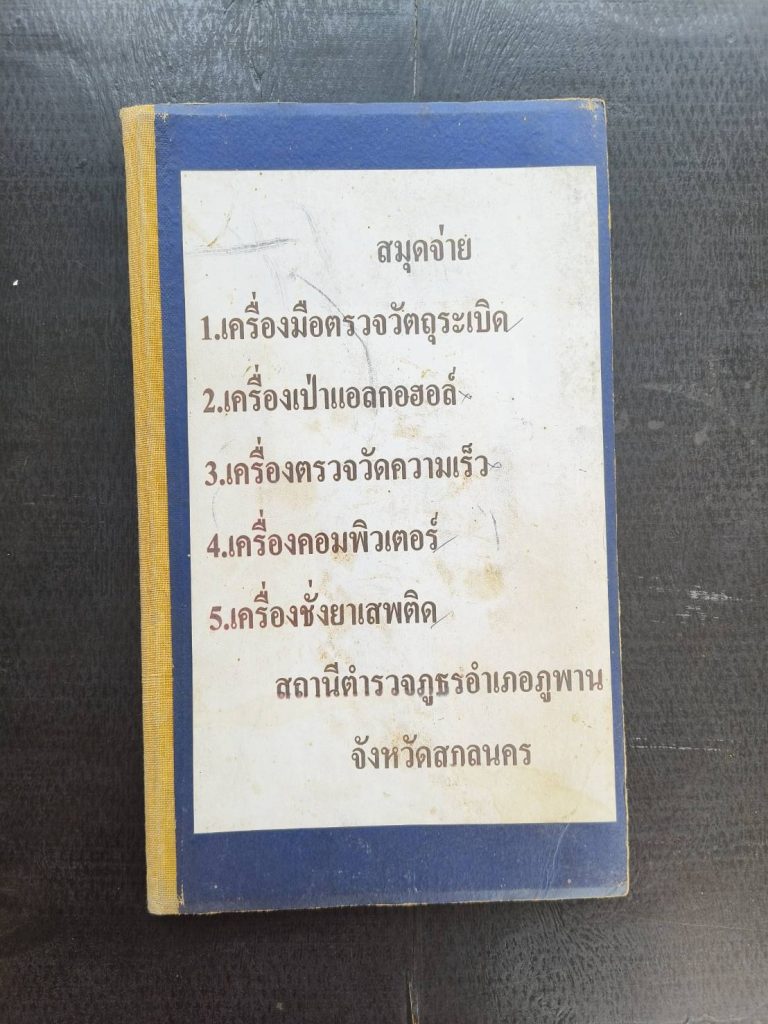 สมุดจ่าย
1.เครื่องมือตรวจวัตถุระเบิด
2.เครื่องเป่าแอลกอฮอล์
3.เครื่องตรวจวัดความเร็ว
4.เครื่องคอมพิวเตอร์
5.เครื่องชั่งยาเสพติด
สถานีตำรวจภูธรอำเภอภูพาน
จังหวัดสกลนคร